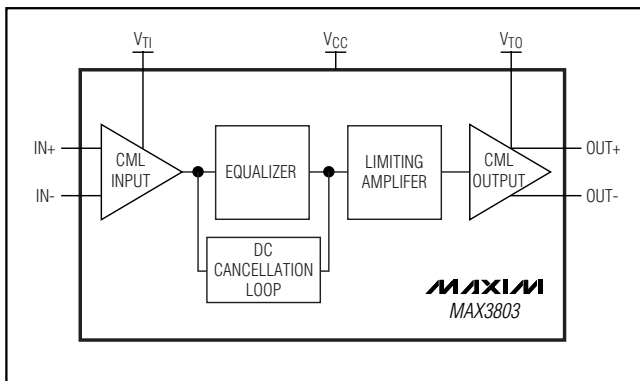 VTI
VCC
VTO
IN+
IN-
CML
INPUT
EQUALIZER
LIMITING
AMPLIFER
CML
OUTPUT
OUT+
OUT-
DC
CANCELLATION
LOOP
MAXIM
MAX3803